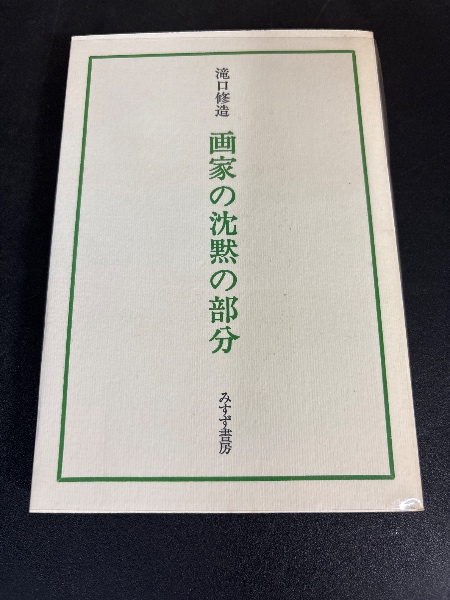 滝口修造
画家の沈黙の部分
みすず書房